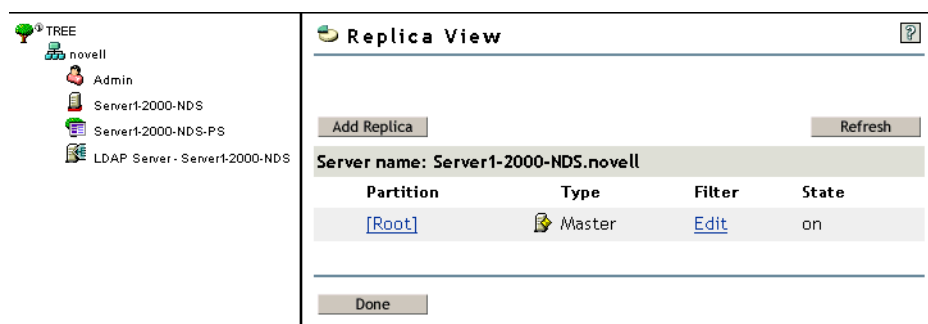 TREE
novell
Admin
Server1-2000-NDS
Server1-2000-NDS-PS
LDAP Server - Server1-2000-NDS
Replica View
?
Add Replica
Refresh
Server name: Server1-2000-NDS.novell
Partition Type Filter State
[Root] Master Edit on
Done